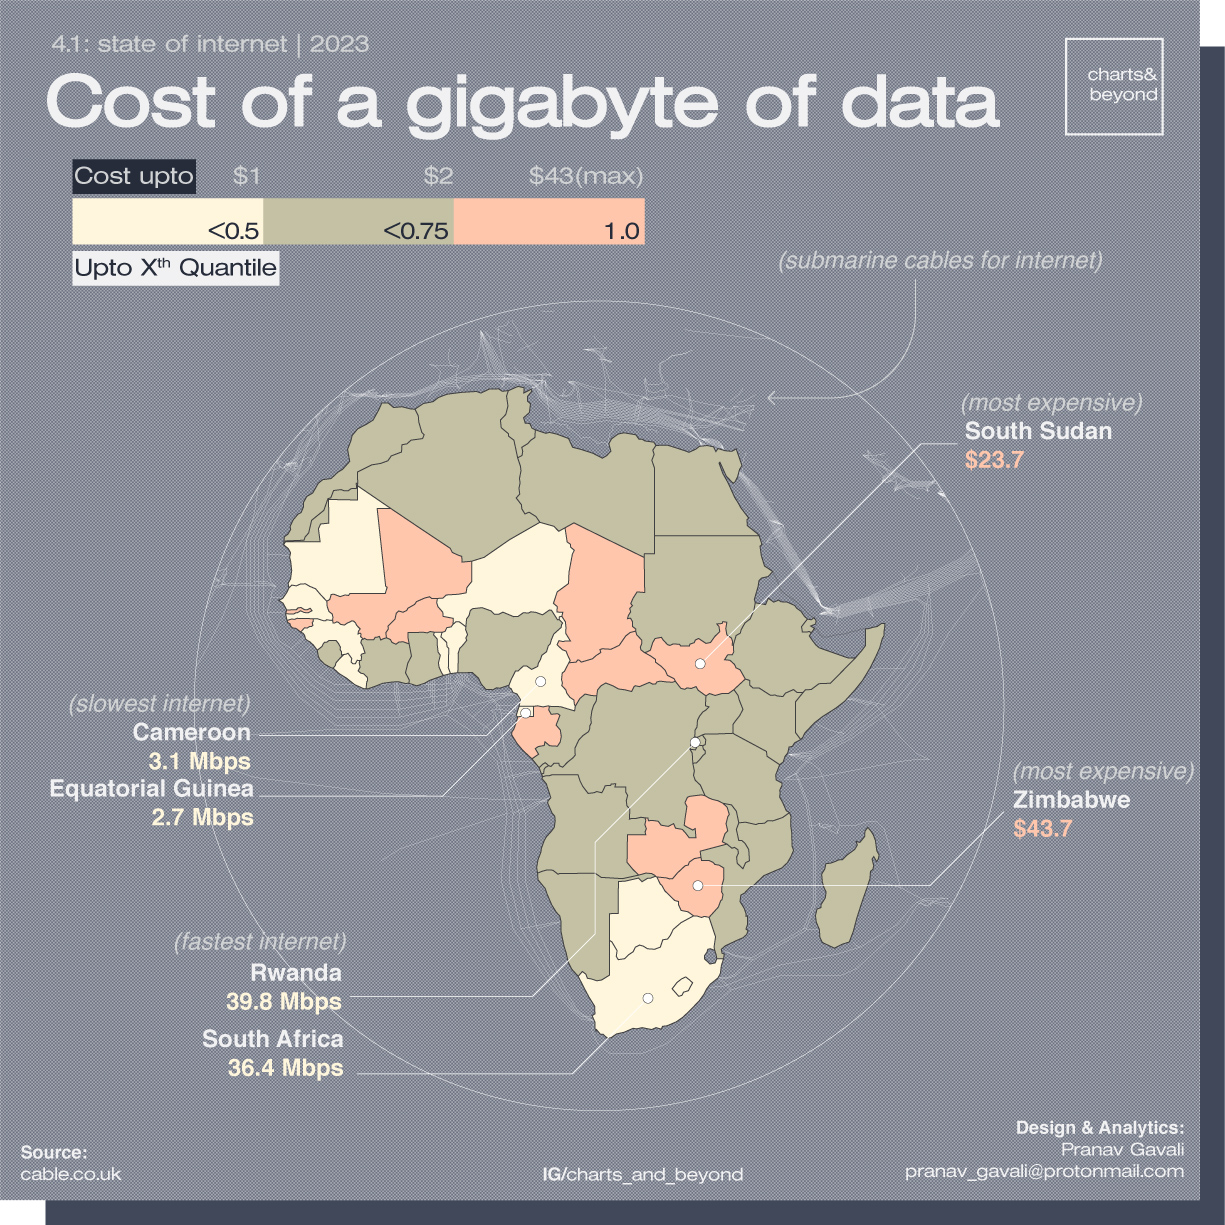 4.1: state of internet | 2023
Cost of a gigabyte of data
charts&
beyond
Cost upto $1 $2 $43(max)
<0.5 <0.75 1.0
Upto Xth Quantile
(submarine cables for internet)
(most expensive)
South Sudan
$23.7
(slowest internet)
Cameroon
3.1 Mbps
Equatorial Guinea
2.7 Mbps
(most expensive)
Zimbabwe
$43.7
(fastest internet)
Rwanda
39.8 Mbps
South Africa
36.4 Mbps
Source:
cable.co.uk
IG/charts_and_beyond
Design & Analytics:
Pranav Gavali
pranav_gavali@protonmail.com